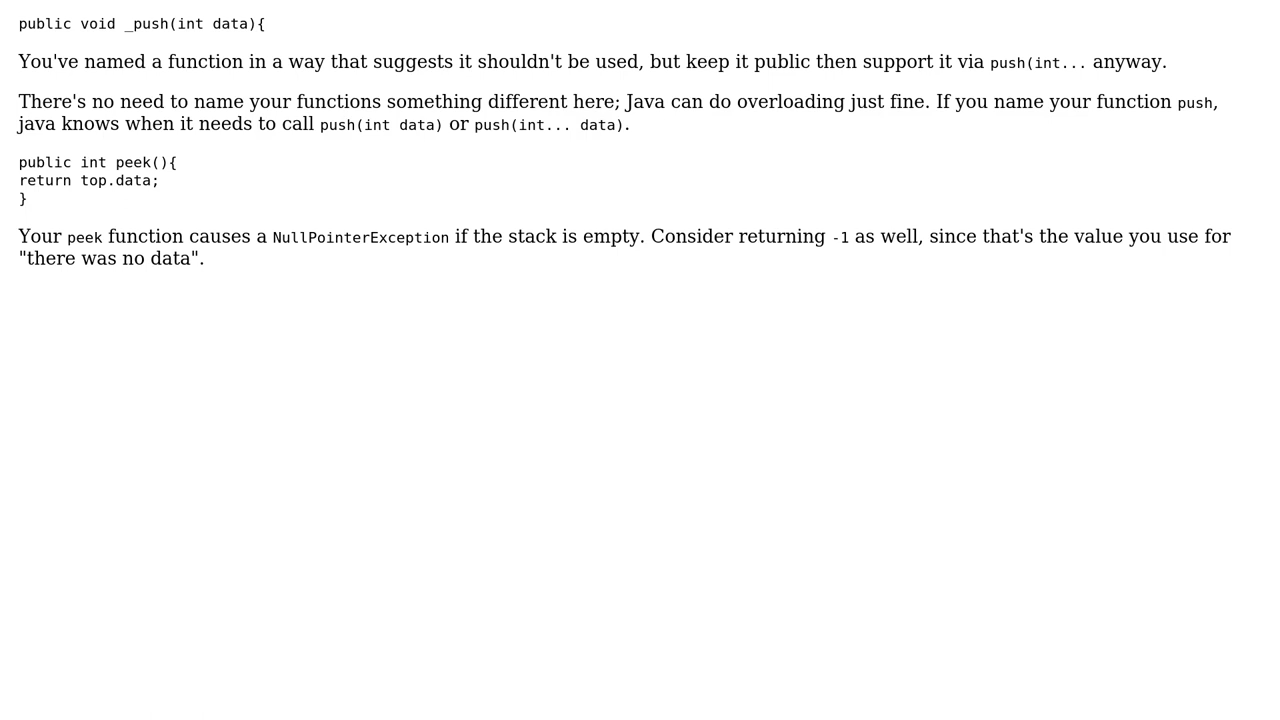 public void _push(int data){
You've named a function in a way that suggests it shouldn't be used, but keep it public then support it via push(int... anyway.
There's no need to name your functions something different here; Java can do overloading just fine. If you name your function push,
java knows when it needs to call push(int data) or push(int... data).
public int peek(){
return top.data;
}
Your peek function causes a NullPointerException if the stack is empty. Consider returning -1 as well, since that's the value you use for
"there was no data".